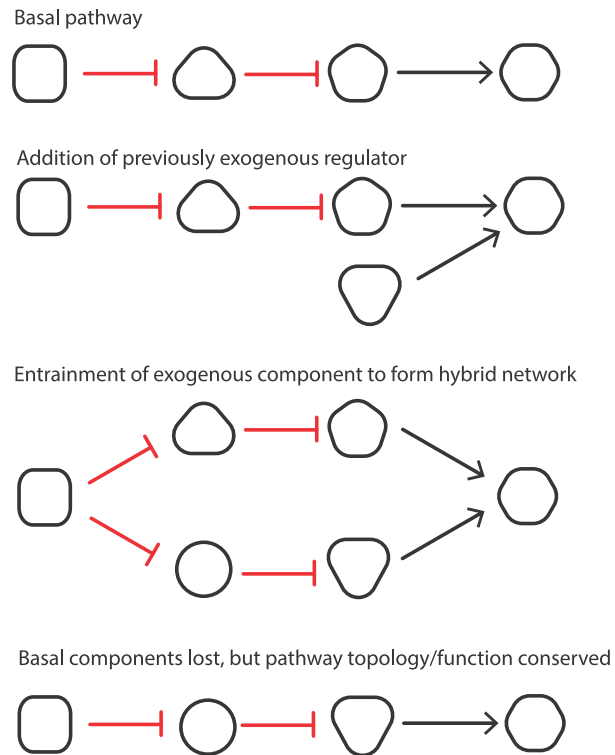 Basal pathway
Addition of previously exogenous regulator
Entrainment of exogenous component to form hybrid network
Basal components lost, but pathway topology/function conserved